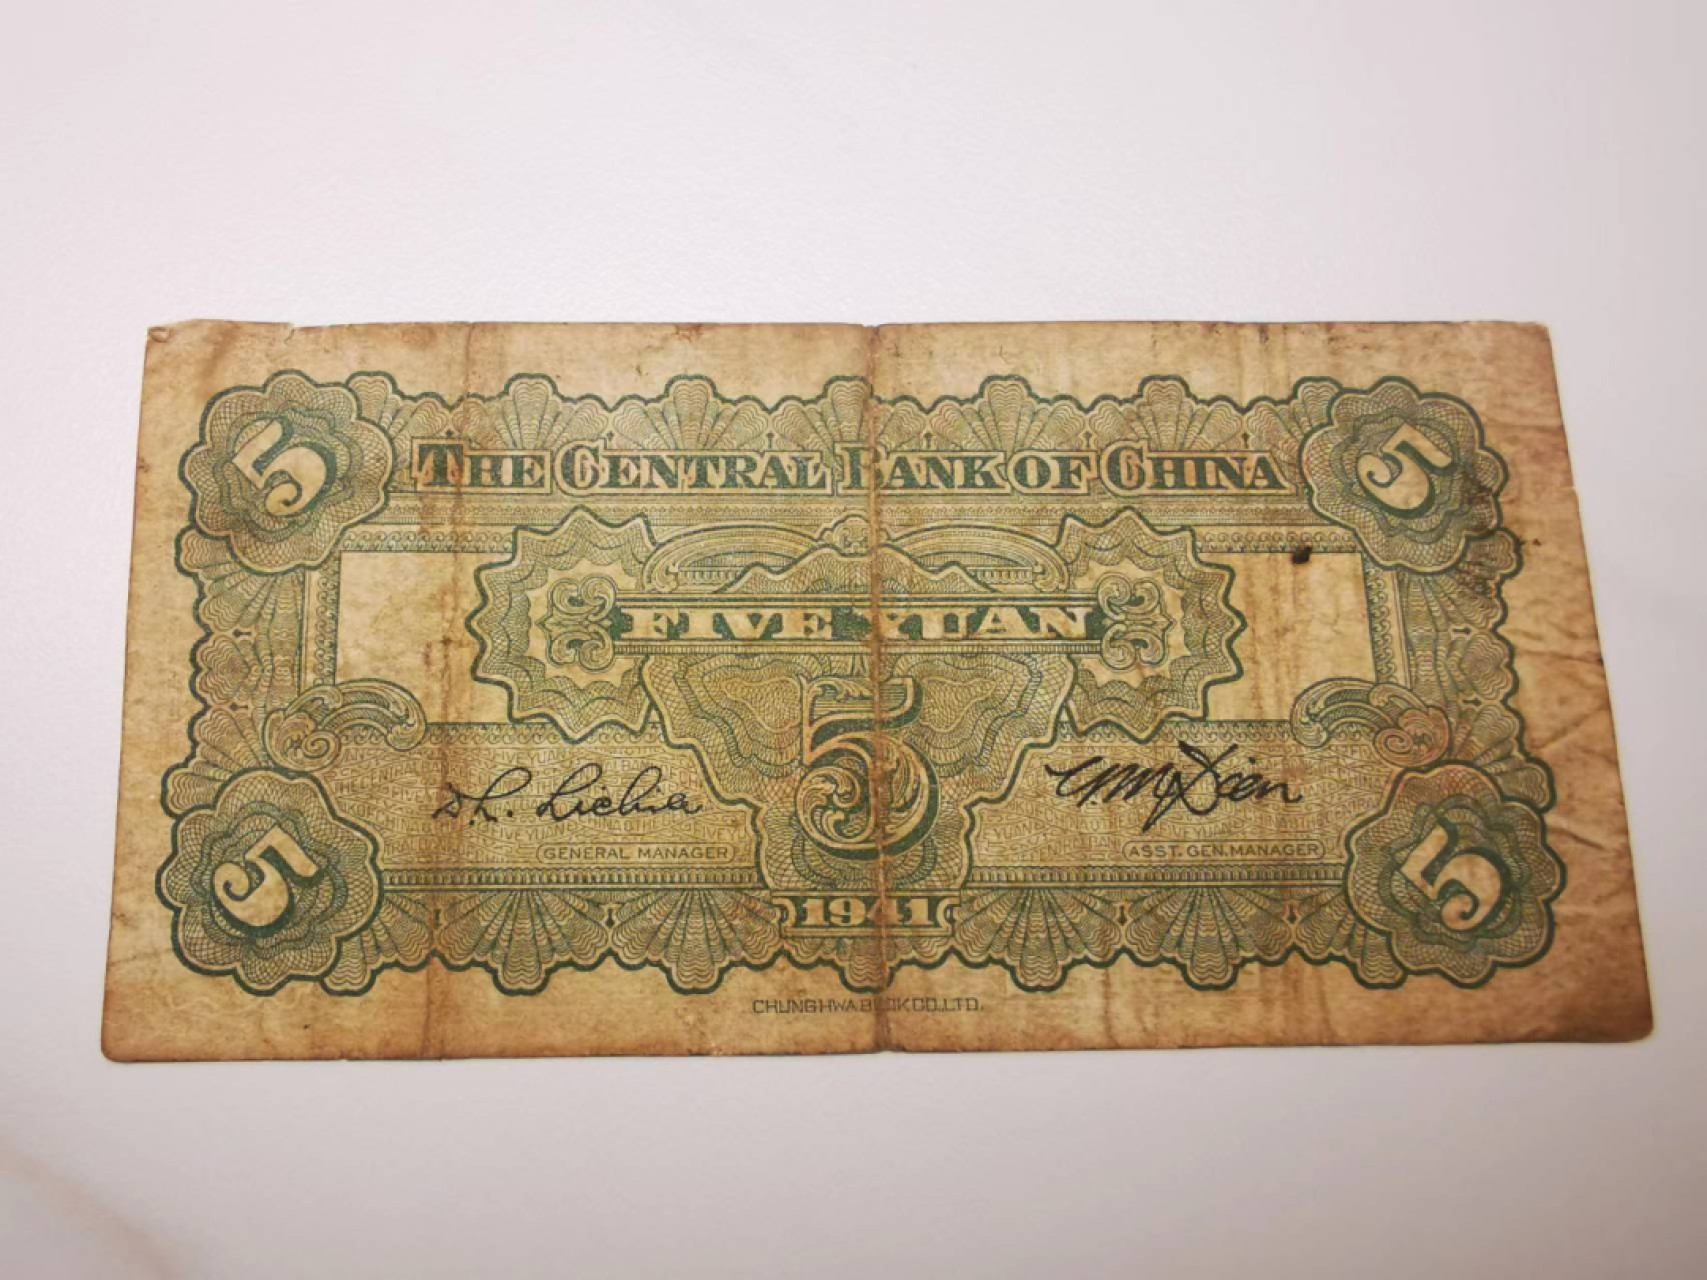 5 THE CENTRAL BANK OF CHINA 5
FIVE YUAN
5
GENERAL MANAGER
ASST. GEN. MANAGER
5 1941 5
CHUNG HWA BOOK CO., LTD.